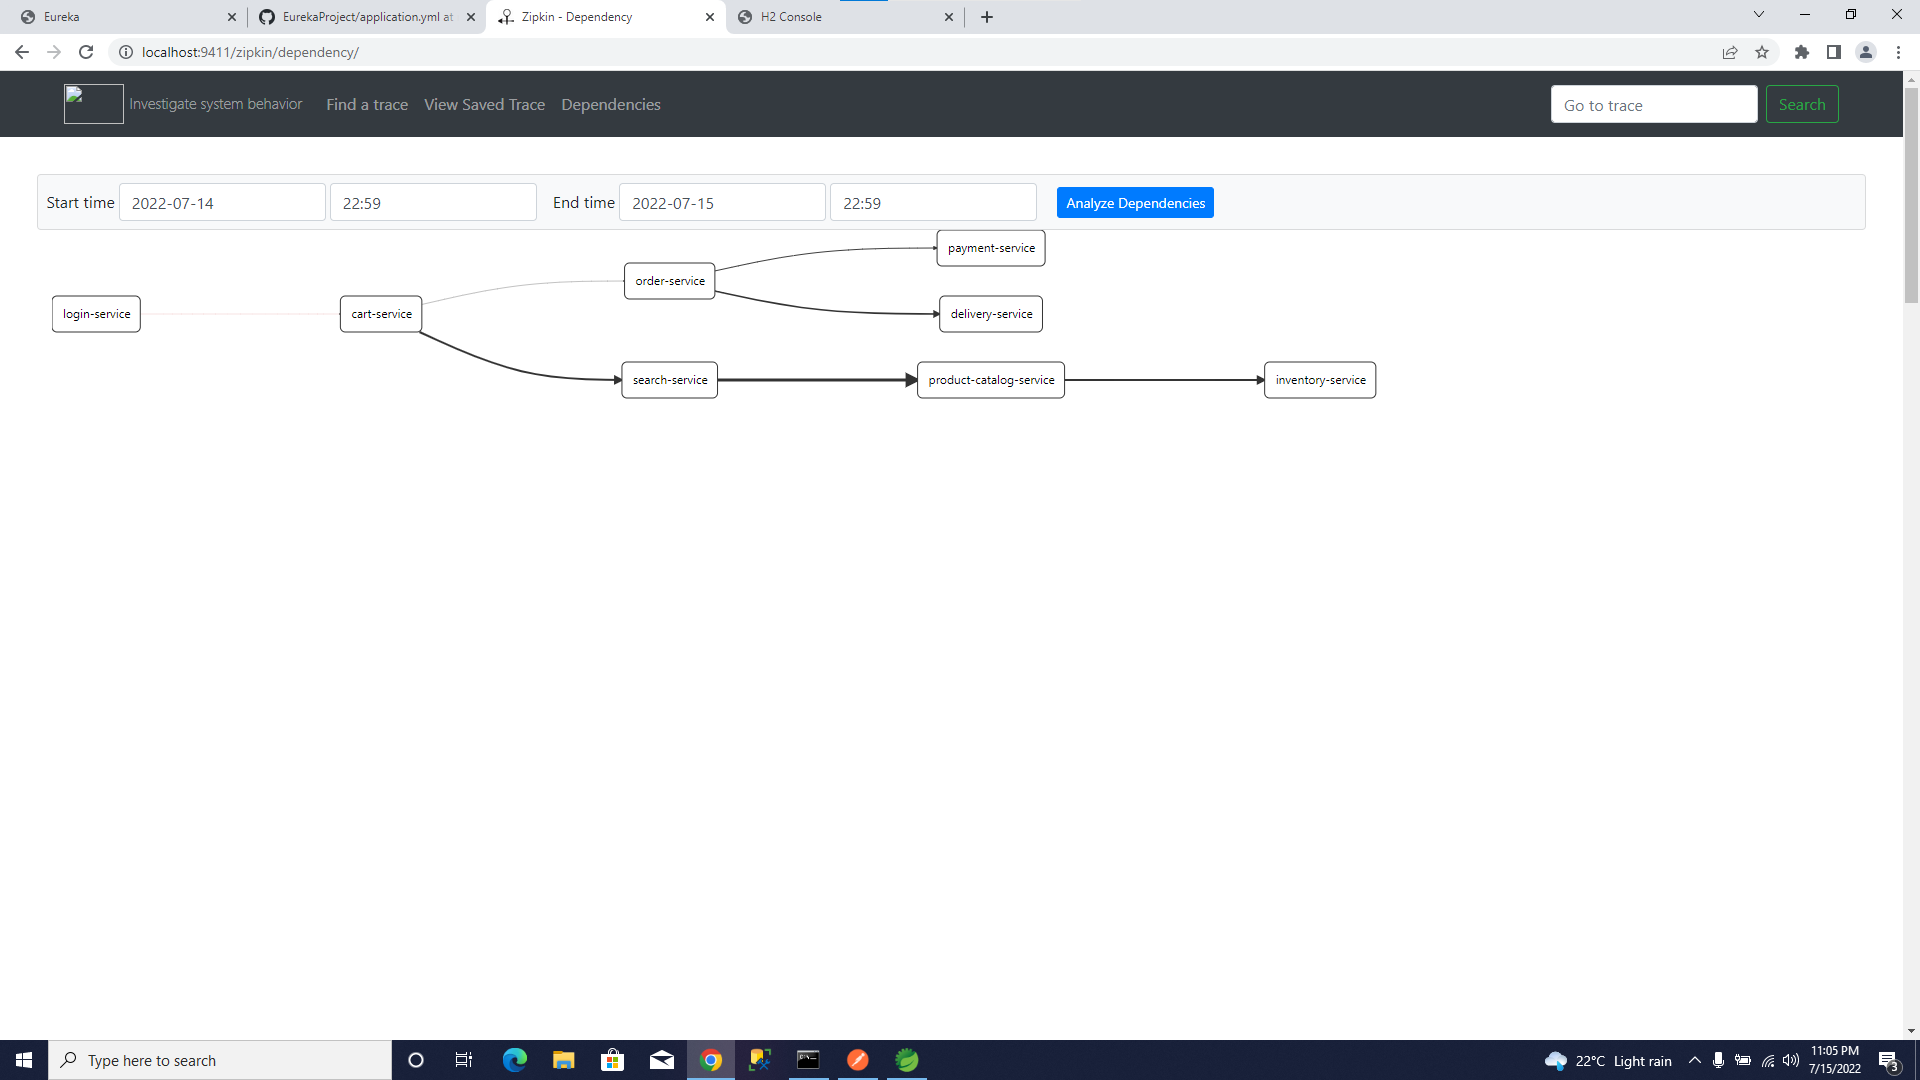 Eureka
EurekaProject/application.yml at
Zipkin - Dependency
H2 Console
localhost:9411/zipkin/dependency/
Investigate system behavior Find a trace View Saved Trace Dependencies Go to trace Search
Start time 2022-07-14 22:59 End time 2022-07-15 22:59 Analyze Dependencies
payment-service
order-service
login-service
cart-service
delivery-service
search-service
product-catalog-service
inventory-service
Type here to search
22°C Light rain
11:05 PM
7/15/2022
3